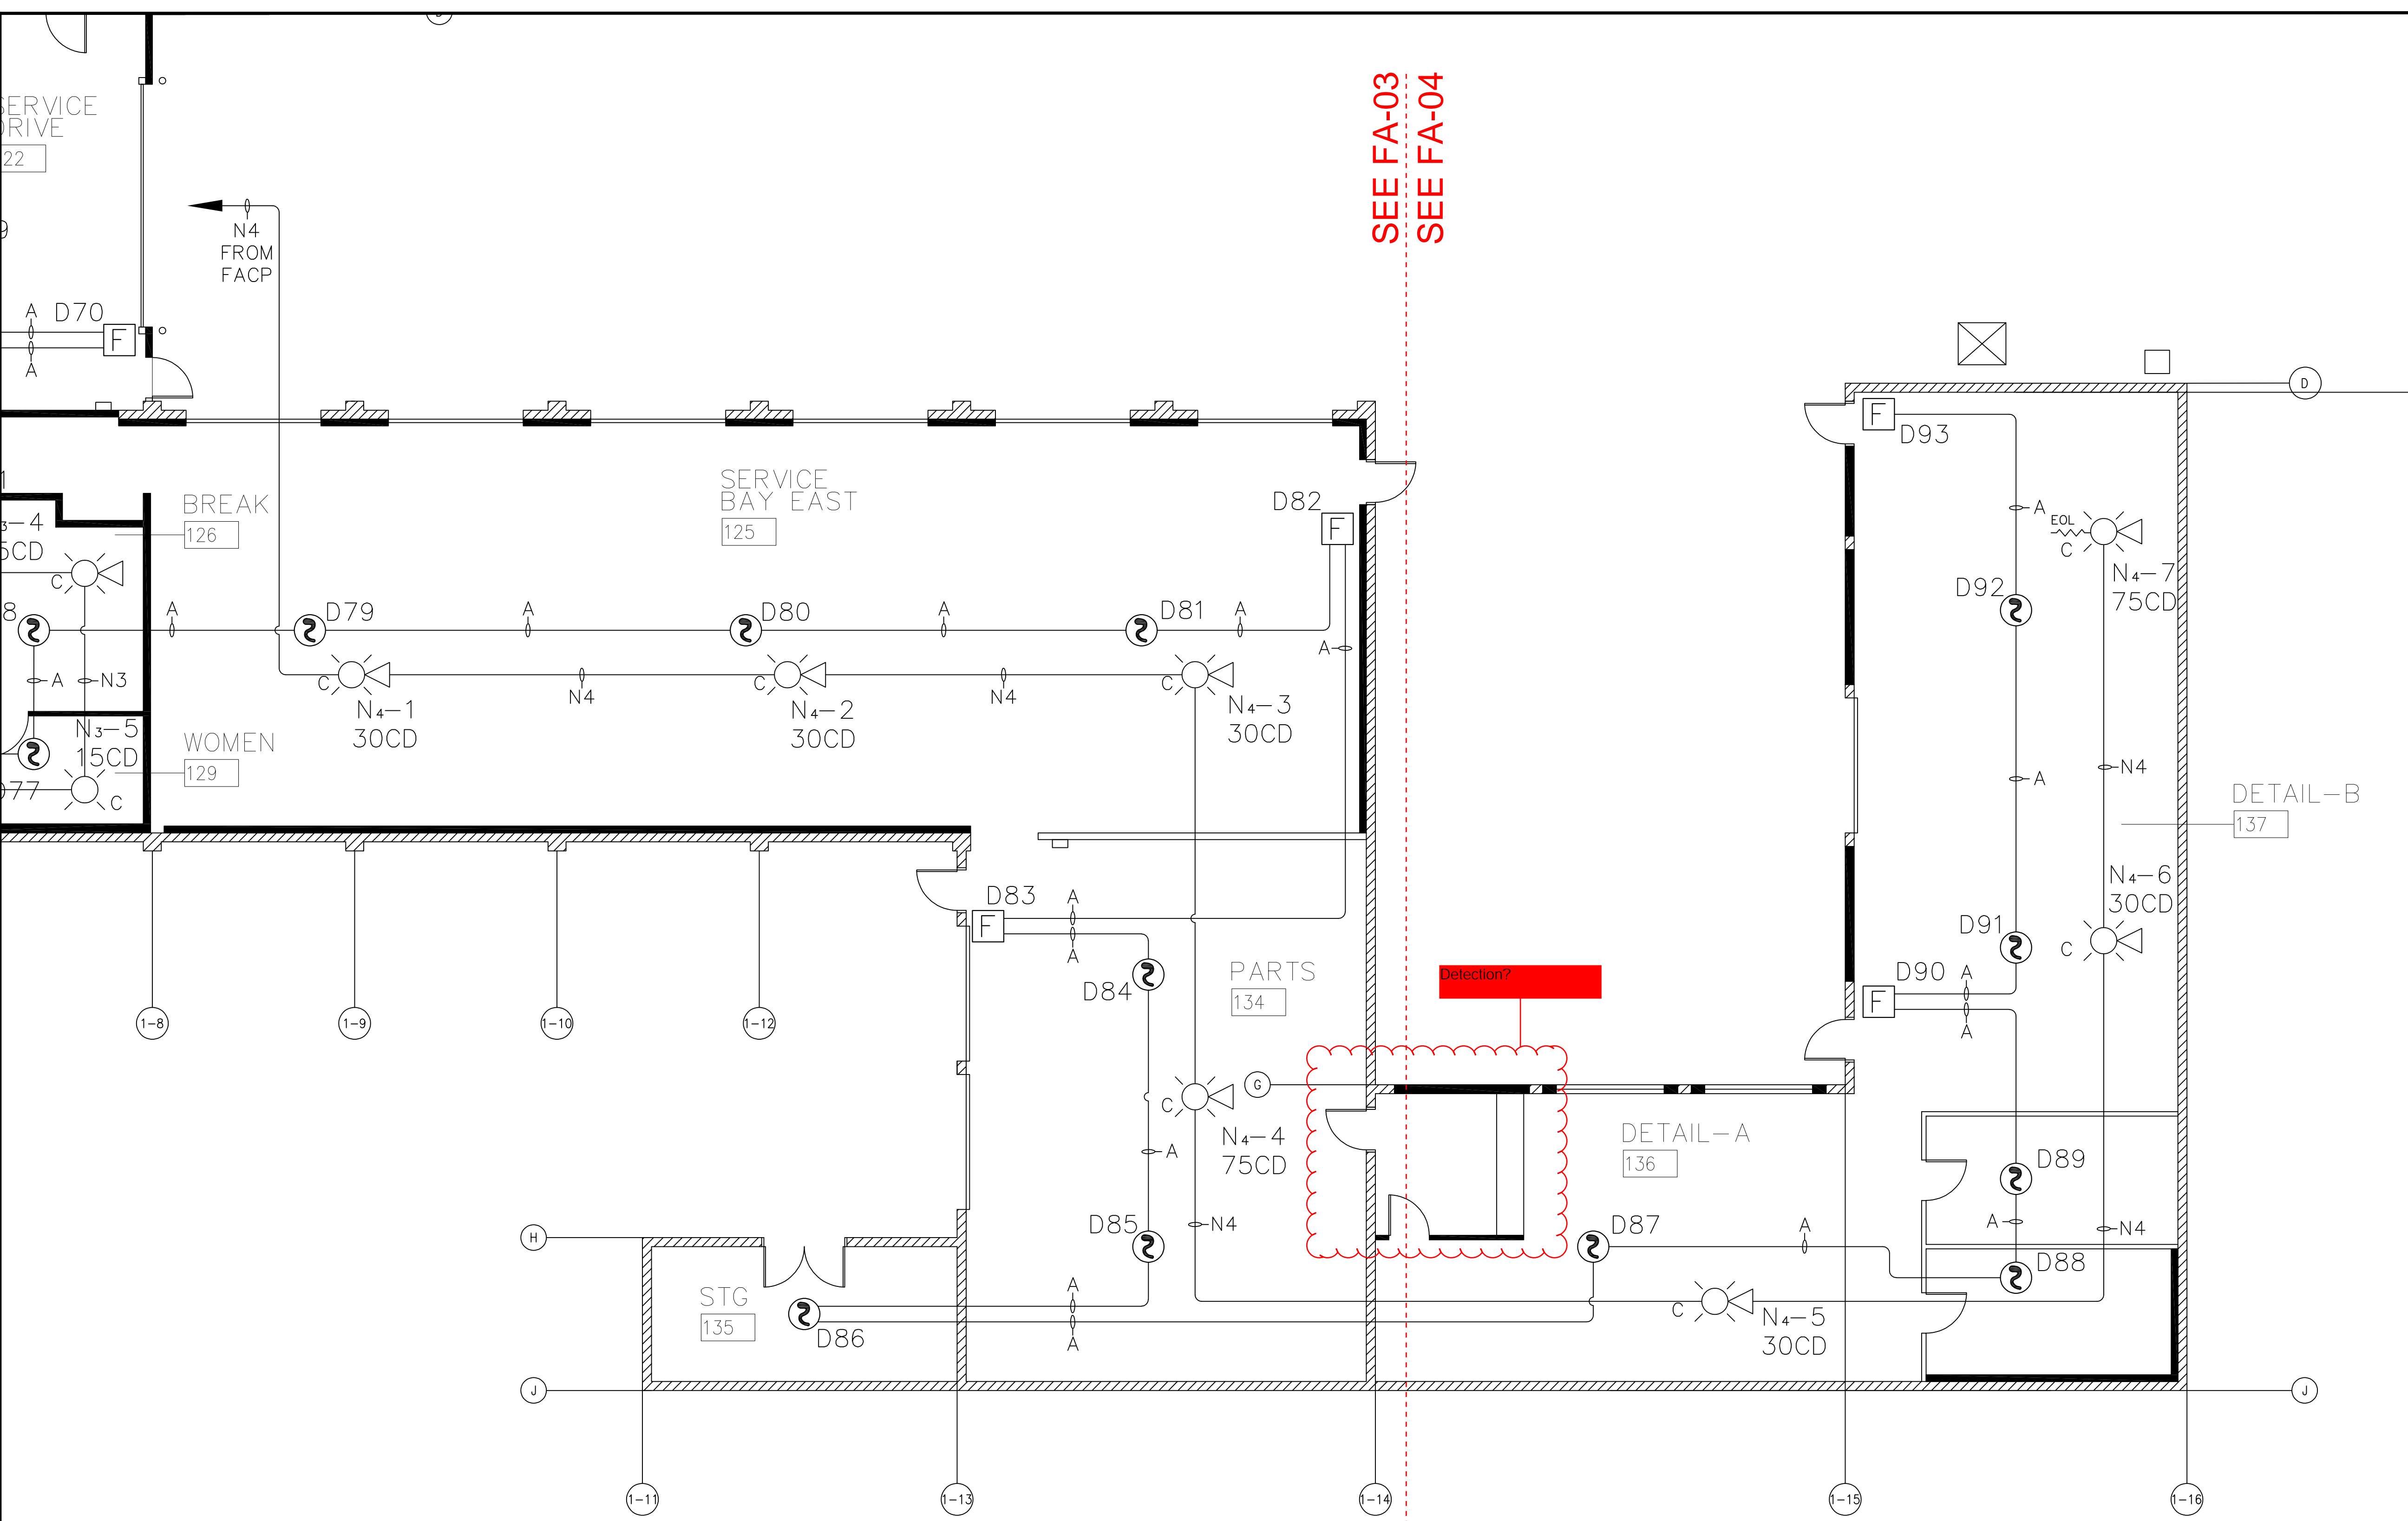 SERVICE
DRIVE
22
SEE FA-03
SEE FA-04
N4
FROM
FACP
A
D70
F
A
D
F
D93
BREAK
126
SERVICE
BAY EAST
125
D82
F
A
EOL
C
N4-7
75CD
C
D92
A
D79
A
D80
A
D81
A
A
A
N3
C
N4-1
30CD
N4
C
N4-2
30CD
N4
C
N4-3
30CD
N3-5
15CD
C
WOMEN
129
A
N4
DETAIL-B
137
D83
F
A
A
D84
PARTS
134
Detection?
N4-6
30CD
C
D91
D90
F
A
A
1-8
1-9
1-10
1-12
G
C
N4-4
75CD
A
DETAIL-A
136
D89
A
N4
H
D85
N4
D87
A
D88
STG
135
D86
A
A
C
N4-5
30CD
J
J
1-11
1-13
1-14
1-15
1-16